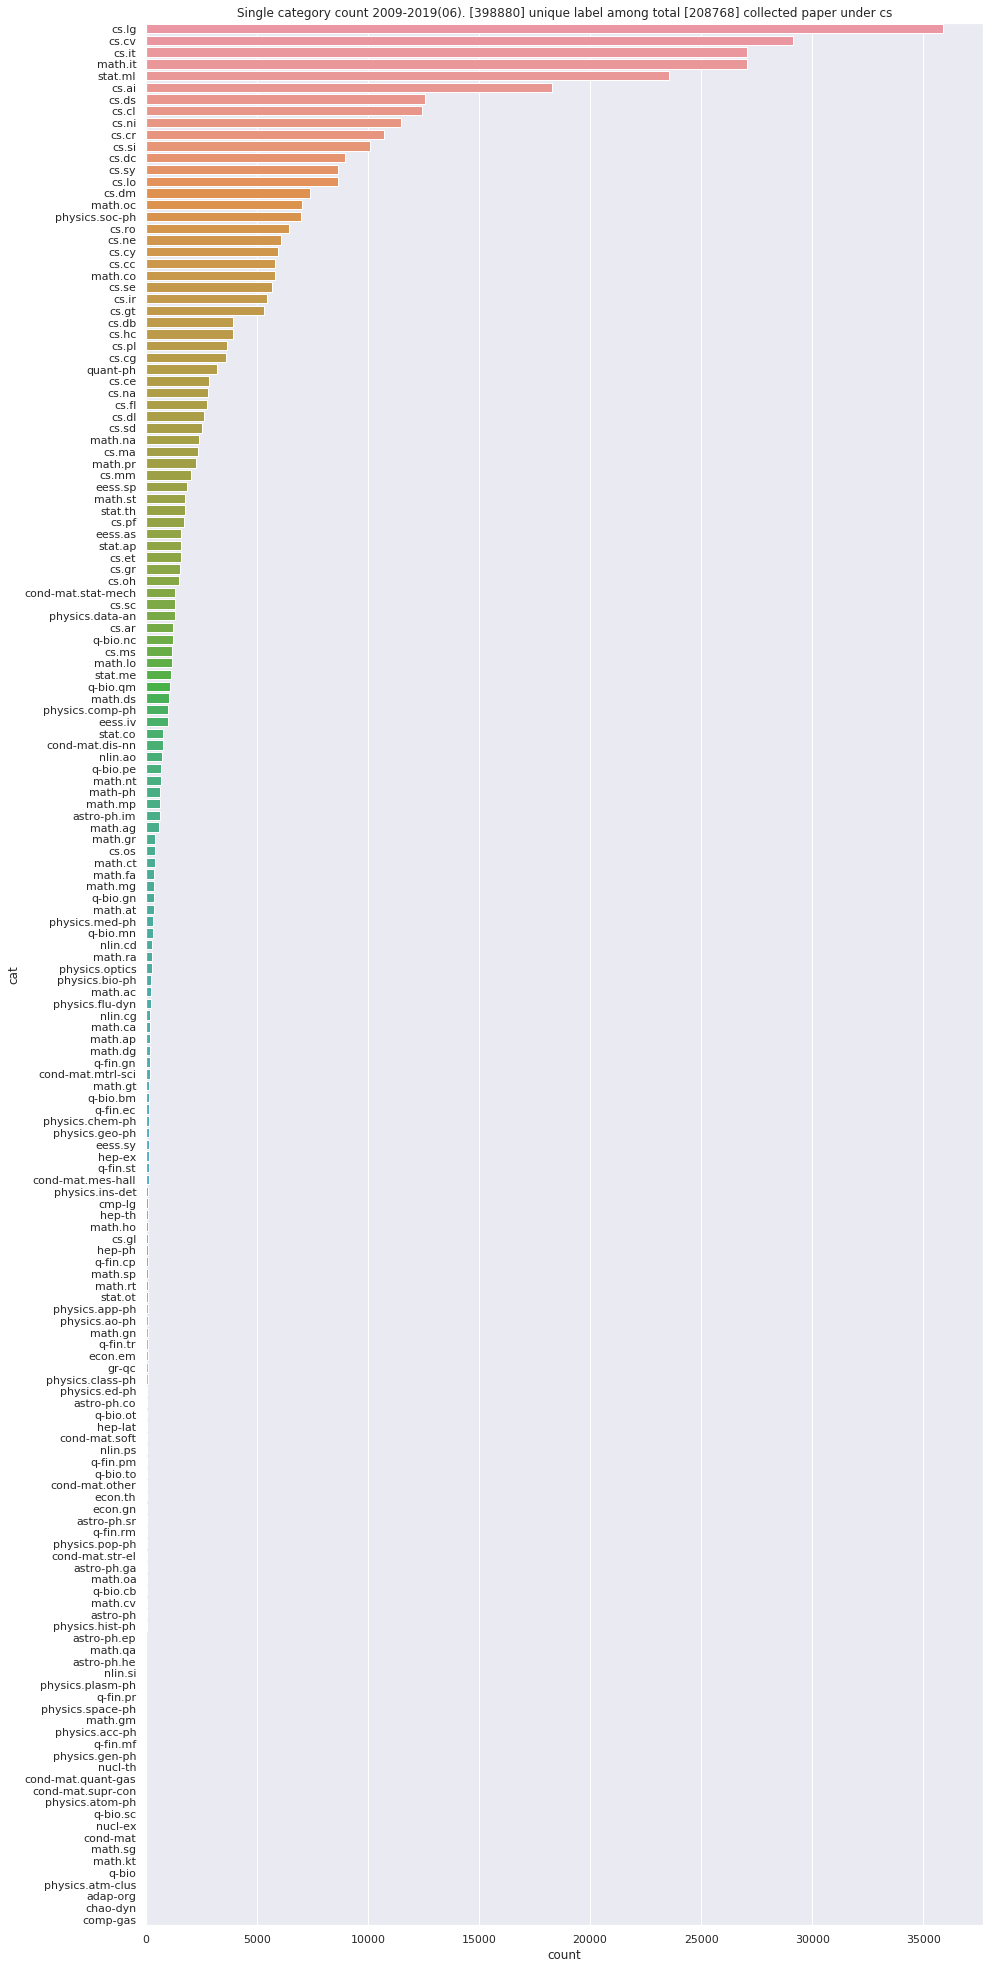 Single category count 2009-2019(06). [398880] unique label among total [208768] collected paper under cs
cs.lg
cs.cv
cs.it
math.it
stat.ml
cs.ai
cs.ds
cs.cl
cs.ni
cs.cr
cs.si
cs.dc
cs.sy
cs.lo
cs.dm
math.oc
physics.soc-ph
cs.ro
cs.ne
cs.cy
cs.cc
math.co
cs.se
cs.ir
cs.gt
cs.db
cs.hc
cs.pl
cs.cg
quant-ph
cs.ce
cs.na
cs.fl
cs.dl
cs.sd
math.na
cs.ma
math.pr
cs.mm
eess.sp
math.st
stat.th
cs.pf
eess.as
stat.ap
cs.et
cs.gr
cs.oh
cond-mat.stat-mech
cs.sc
physics.data-an
cs.ar
q-bio.nc
cs.ms
math.lo
stat.me
q-bio.qm
math.ds
physics.comp-ph
eess.iv
stat.co
cond-mat.dis-nn
nlin.ao
q-bio.pe
math.nt
math-ph
math.mp
astro-ph.im
math.ag
math.gr
cs.os
math.ct
math.fa
math.mg
q-bio.gn
math.at
physics.med-ph
q-bio.mn
nlin.cd
math.ra
physics.optics
physics.bio-ph
math.ac
physics.flu-dyn
nlin.cg
math.ca
math.ap
math.dg
q-fin.gn
cond-mat.mtrl-sci
math.gt
q-bio.bm
q-fin.ec
physics.chem-ph
physics.geo-ph
eess.sy
hep-ex
q-fin.st
cond-mat.mes-hall
physics.ins-det
cmp-lg
hep-th
math.ho
cs.gl
hep-ph
q-fin.cp
math.sp
math.rt
stat.ot
physics.app-ph
physics.ao-ph
math.gn
q-fin.tr
econ.em
gr-qc
physics.class-ph
physics.ed-ph
astro-ph.co
q-bio.ot
hep-lat
cond-mat.soft
nlin.ps
q-fin.pm
q-bio.to
cond-mat.other
econ.th
econ.gn
astro-ph.sr
q-fin.rm
physics.pop-ph
cond-mat.str-el
astro-ph.ga
math.oa
q-bio.cb
math.cv
astro-ph
physics.hist-ph
astro-ph.ep
math.qa
astro-ph.he
nlin.si
physics.plasm-ph
q-fin.pr
physics.space-ph
math.gm
physics.acc-ph
q-fin.mf
physics.gen-ph
nucl-th
cond-mat.quant-gas
cond-mat.supr-con
physics.atom-ph
q-bio.sc
nucl-ex
cond-mat
math.sg
math.kt
q-bio
physics.atm-clus
adap-org
chao-dyn
comp-gas
cat
0 5000 10000 15000 20000 25000 30000 35000
count